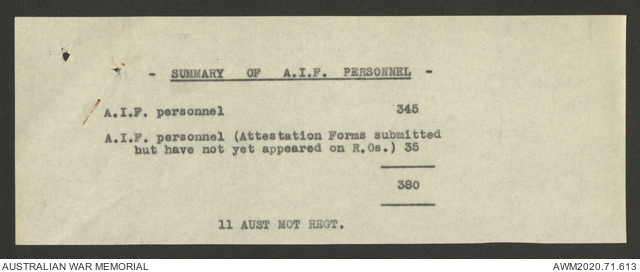 - SUMMARY OF A.I.F. PERSONNEL -
A.I.F. personnel 345
A.I.F. personnel (Attestation Forms submitted
but have not yet appeared on R.Os.) 35
380
11 AUST MOT REGT.
AUSTRALIAN WAR MEMORIAL AWM2020.71.613